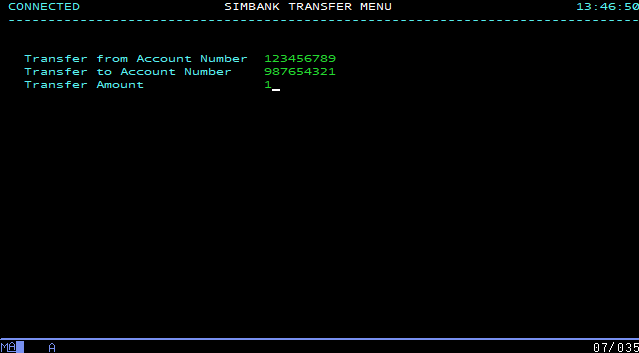 CONNECTED SIMBANK TRANSFER MENU 13:46:50
--------------------------------------------------------------------------------
Transfer from Account Number 123456789
Transfer to Account Number 987654321
Transfer Amount 1_
MA A 07/035